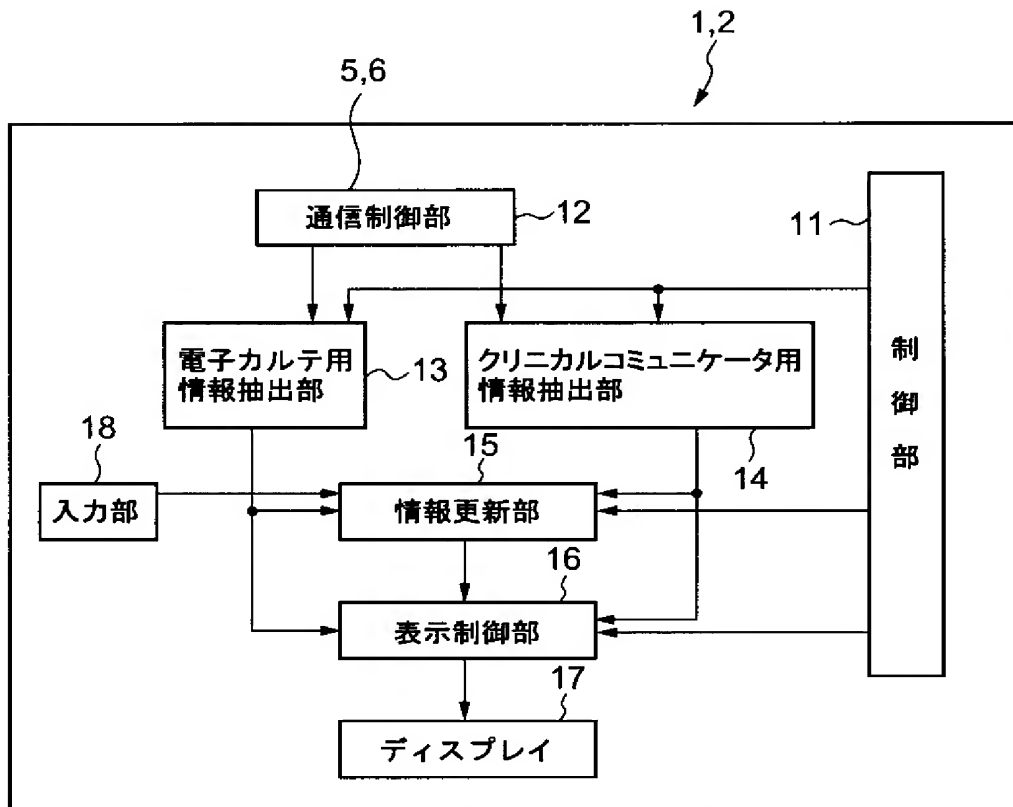 1,2
5,6
通信制御部
12
11
制御部
電子カルテ用
情報抽出部
13
クリニカルコミュニケータ用
情報抽出部
14
18
入力部
15
情報更新部
16
表示制御部
17
ディスプレイ